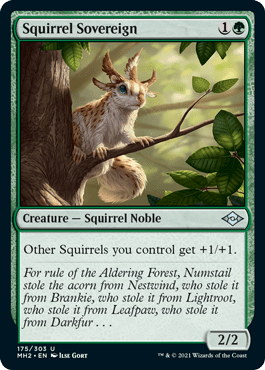 Squirrel Sovereign 1
Creature — Squirrel Noble
Other Squirrels you control get +1/+1.
For rule of the Aldering Forest, Numstail
stole the acorn from Nestwind, who stole it
from Brankie, who stole it from Lightroot,
who stole it from Leafpaw, who stole it
from Darkfur . . .
2/2
175/303 U
MH2 • EN ILSE GORT ™ & © 2021 Wizards of the Coast